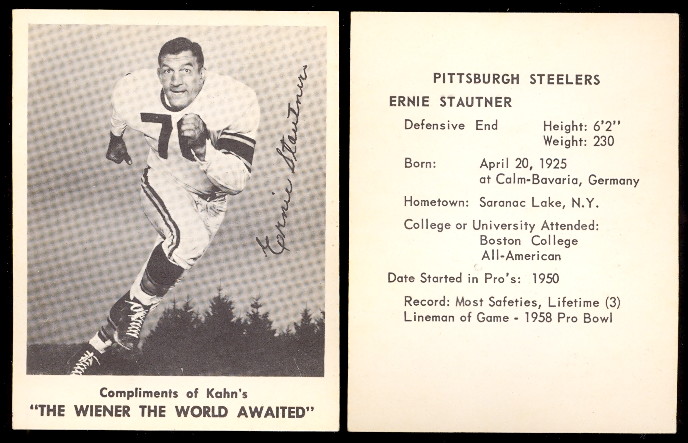 70
Ernie Stautner
Compliments of Kahn's
"THE WIENER THE WORLD AWAITED"
PITTSBURGH STEELERS
ERNIE STAUTNER
Defensive End Height: 6'2"
Weight: 230
Born: April 20, 1925
at Calm-Bavaria, Germany
Hometown: Saranac Lake, N.Y.
College or University Attended:
Boston College
All-American
Date Started in Pro's: 1950
Record: Most Safeties, Lifetime (3)
Lineman of Game - 1958 Pro Bowl